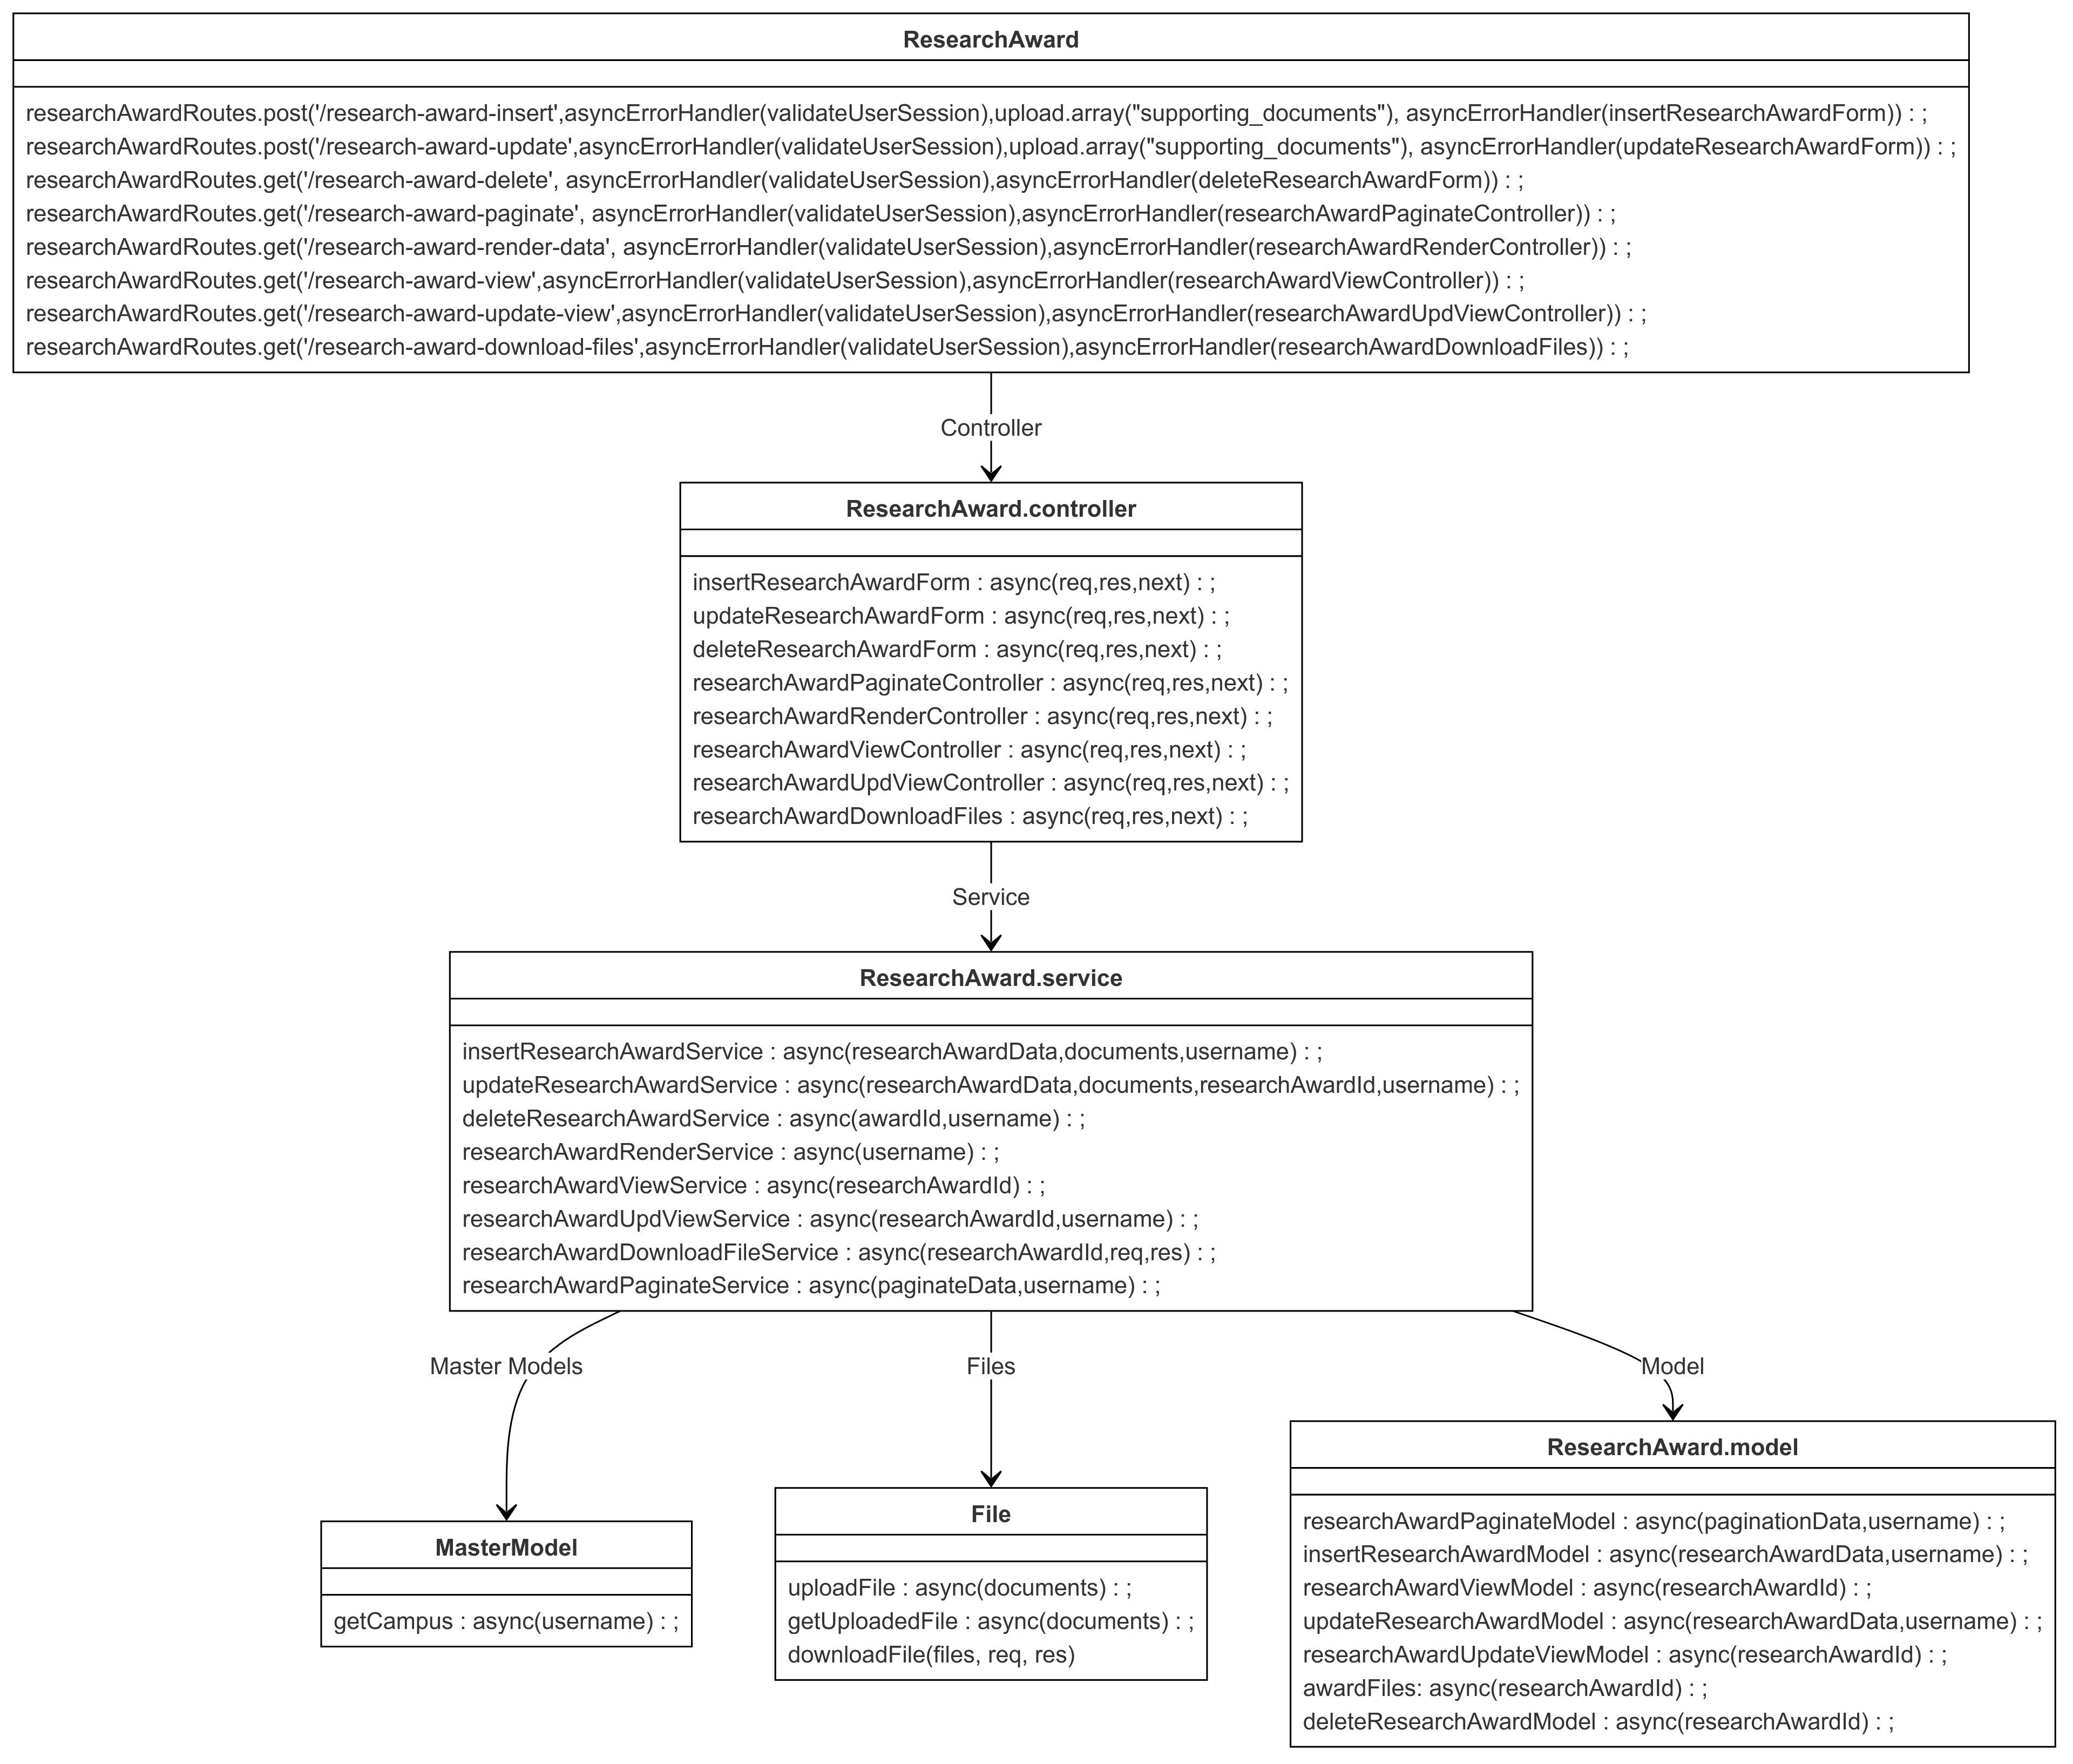 ResearchAward
researchAwardRoutes.post('/research-award-insert',asyncErrorHandler(validateUserSession),upload.array("supporting_documents"), asyncErrorHandler(insertResearchAwardForm)) : ;
researchAwardRoutes.post('/research-award-update',asyncErrorHandler(validateUserSession),upload.array("supporting_documents"), asyncErrorHandler(updateResearchAwardForm)) : ;
researchAwardRoutes.get('/research-award-delete', asyncErrorHandler(validateUserSession),asyncErrorHandler(deleteResearchAwardForm)) : ;
researchAwardRoutes.get('/research-award-paginate', asyncErrorHandler(validateUserSession),asyncErrorHandler(researchAwardPaginateController)) : ;
researchAwardRoutes.get('/research-award-render-data', asyncErrorHandler(validateUserSession),asyncErrorHandler(researchAwardRenderController)) : ;
researchAwardRoutes.get('/research-award-view',asyncErrorHandler(validateUserSession),asyncErrorHandler(researchAwardViewController)) : ;
researchAwardRoutes.get('/research-award-update-view',asyncErrorHandler(validateUserSession),asyncErrorHandler(researchAwardUpdViewController)) : ;
researchAwardRoutes.get('/research-award-download-files',asyncErrorHandler(validateUserSession),asyncErrorHandler(researchAwardDownloadFiles)) : ;
Controller
ResearchAward.controller
insertResearchAwardForm : async(req,res,next) : ;
updateResearchAwardForm : async(req,res,next) : ;
deleteResearchAwardForm : async(req,res,next) : ;
researchAwardPaginateController : async(req,res,next) : ;
researchAwardRenderController : async(req,res,next) : ;
researchAwardViewController : async(req,res,next) : ;
researchAwardUpdViewController : async(req,res,next) : ;
researchAwardDownloadFiles : async(req,res,next) : ;
Service
ResearchAward.service
insertResearchAwardService : async(researchAwardData,documents,username) : ;
updateResearchAwardService : async(researchAwardData,documents,researchAwardId,username) : ;
deleteResearchAwardService : async(awardId,username) : ;
researchAwardRenderService : async(username) : ;
researchAwardViewService : async(researchAwardId) : ;
researchAwardUpdViewService : async(researchAwardId,username) : ;
researchAwardDownloadFileService : async(researchAwardId,req,res) : ;
researchAwardPaginateService : async(paginateData,username) : ;
Master Models
Files
Model
MasterModel
getCampus : async(username) : ;
File
uploadFile : async(documents) : ;
getUploadedFile : async(documents) : ;
downloadFile(files, req, res)
ResearchAward.model
researchAwardPaginateModel : async(paginationData,username) : ;
insertResearchAwardModel : async(researchAwardData,username) : ;
researchAwardViewModel : async(researchAwardId) : ;
updateResearchAwardModel : async(researchAwardData,username) : ;
researchAwardUpdateViewModel : async(researchAwardId) : ;
awardFiles: async(researchAwardId) : ;
deleteResearchAwardModel : async(researchAwardId) : ;